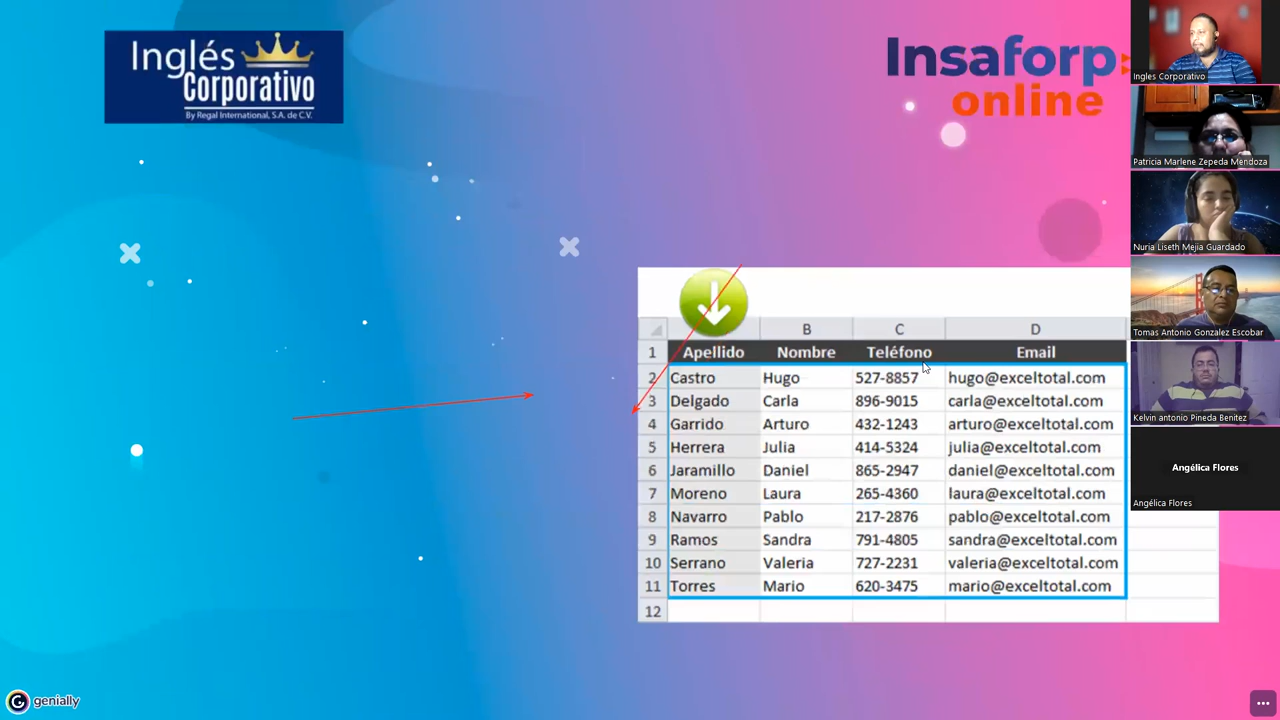 Inglés
Corporativo
By Regal International, S.A. de C.V.
Insaforp
online
B C D
1 Apellido Nombre Teléfono Email
2 Castro Hugo 527-8857 hugo@exceltotal.com
3 Delgado Carla 896-9015 carla@exceltotal.com
4 Garrido Arturo 432-1243 arturo@exceltotal.com
5 Herrera Julia 414-5324 julia@exceltotal.com
6 Jaramillo Daniel 865-2947 daniel@exceltotal.com
7 Moreno Laura 265-4360 laura@exceltotal.com
8 Navarro Pablo 217-2876 pablo@exceltotal.com
9 Ramos Sandra 791-4805 sandra@exceltotal.com
10 Serrano Valeria 727-2231 valeria@exceltotal.com
11 Torres Mario 620-3475 mario@exceltotal.com
12
Ingles Corporativo
Patricia Marlene Zepeda Mendoza
Nuria Liseth Mejia Guardado
Tomas Antonio Gonzalez Escobar
Kelvin antonio Pineda Benitez
Angélica Flores
Angélica Flores
genially